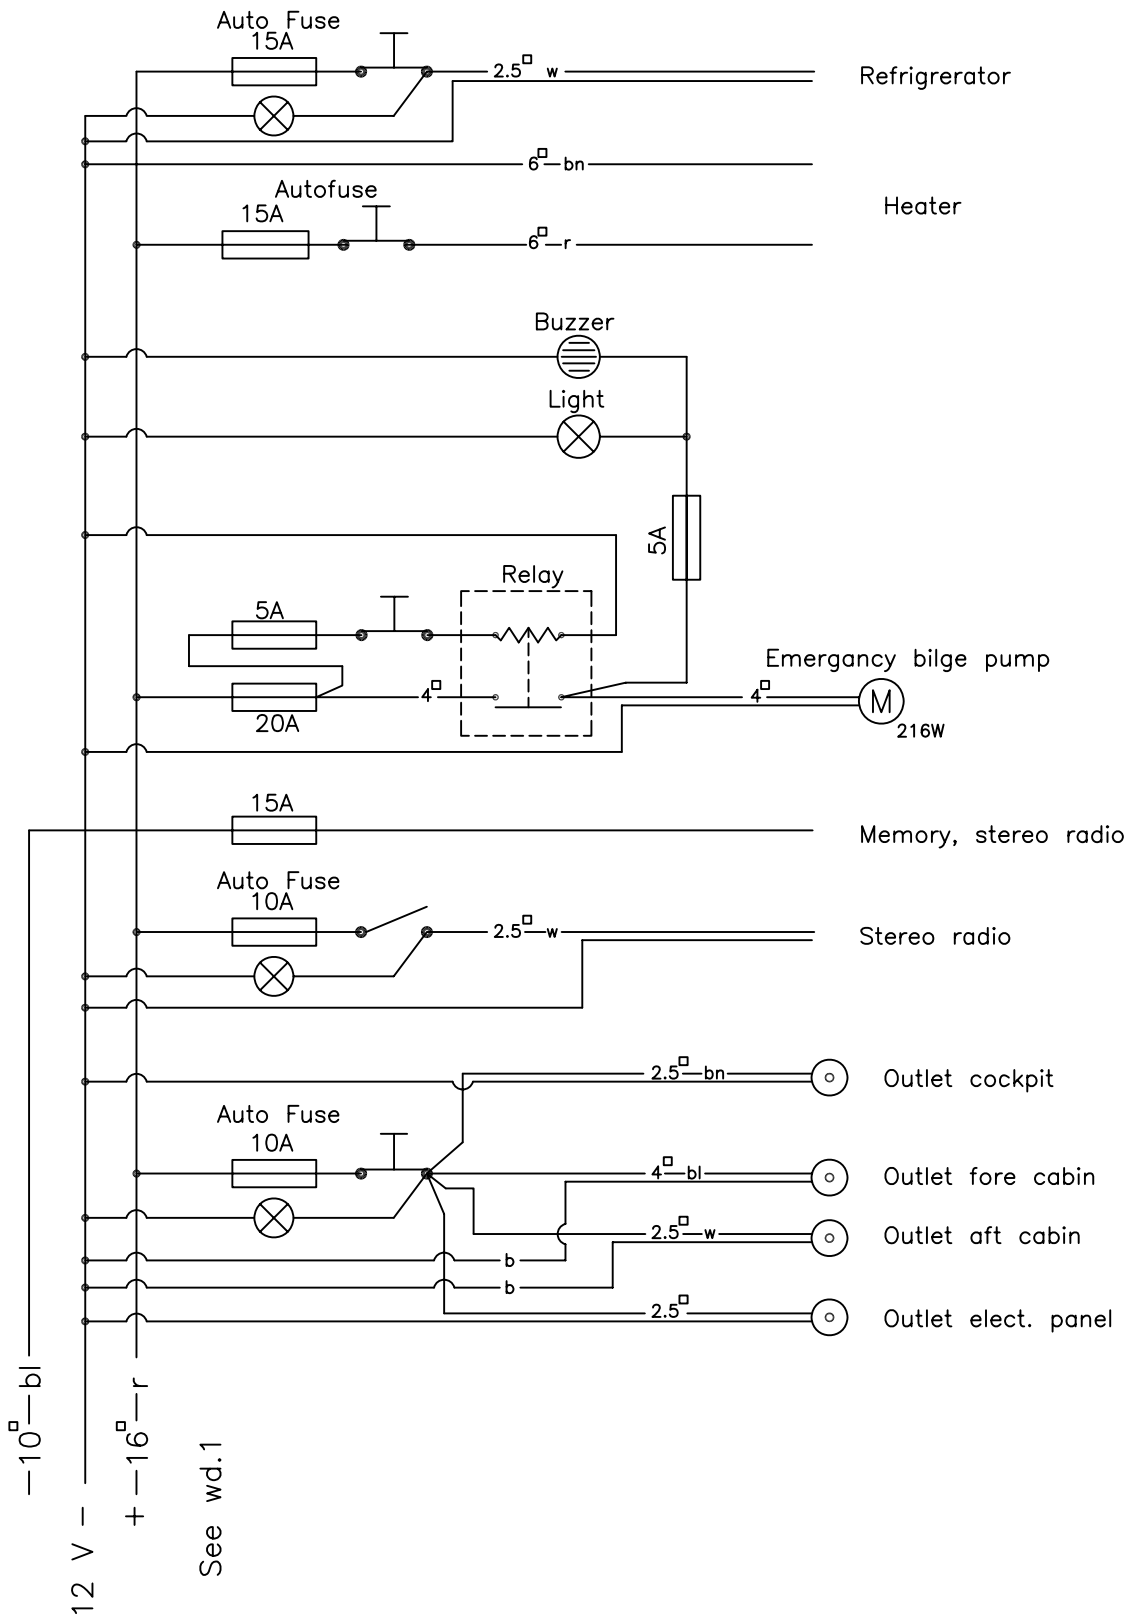 Auto Fuse
15A
2.5□ w
Refrigrerator
6□ bn
Autofuse
15A
Heater
6□ r
Buzzer
Light
5A
Relay
5A
Emergancy bilge pump
4□
4□
M
20A
216W
15A
Memory, stereo radio
Auto Fuse
10A
2.5□ w
Stereo radio
2.5□ bn
Outlet cockpit
Auto Fuse
10A
4□ bl
Outlet fore cabin
2.5□ w
Outlet aft cabin
b
b
2.5□
Outlet elect. panel
10□ bl
12 V −
+ 16□ r
See wd.1